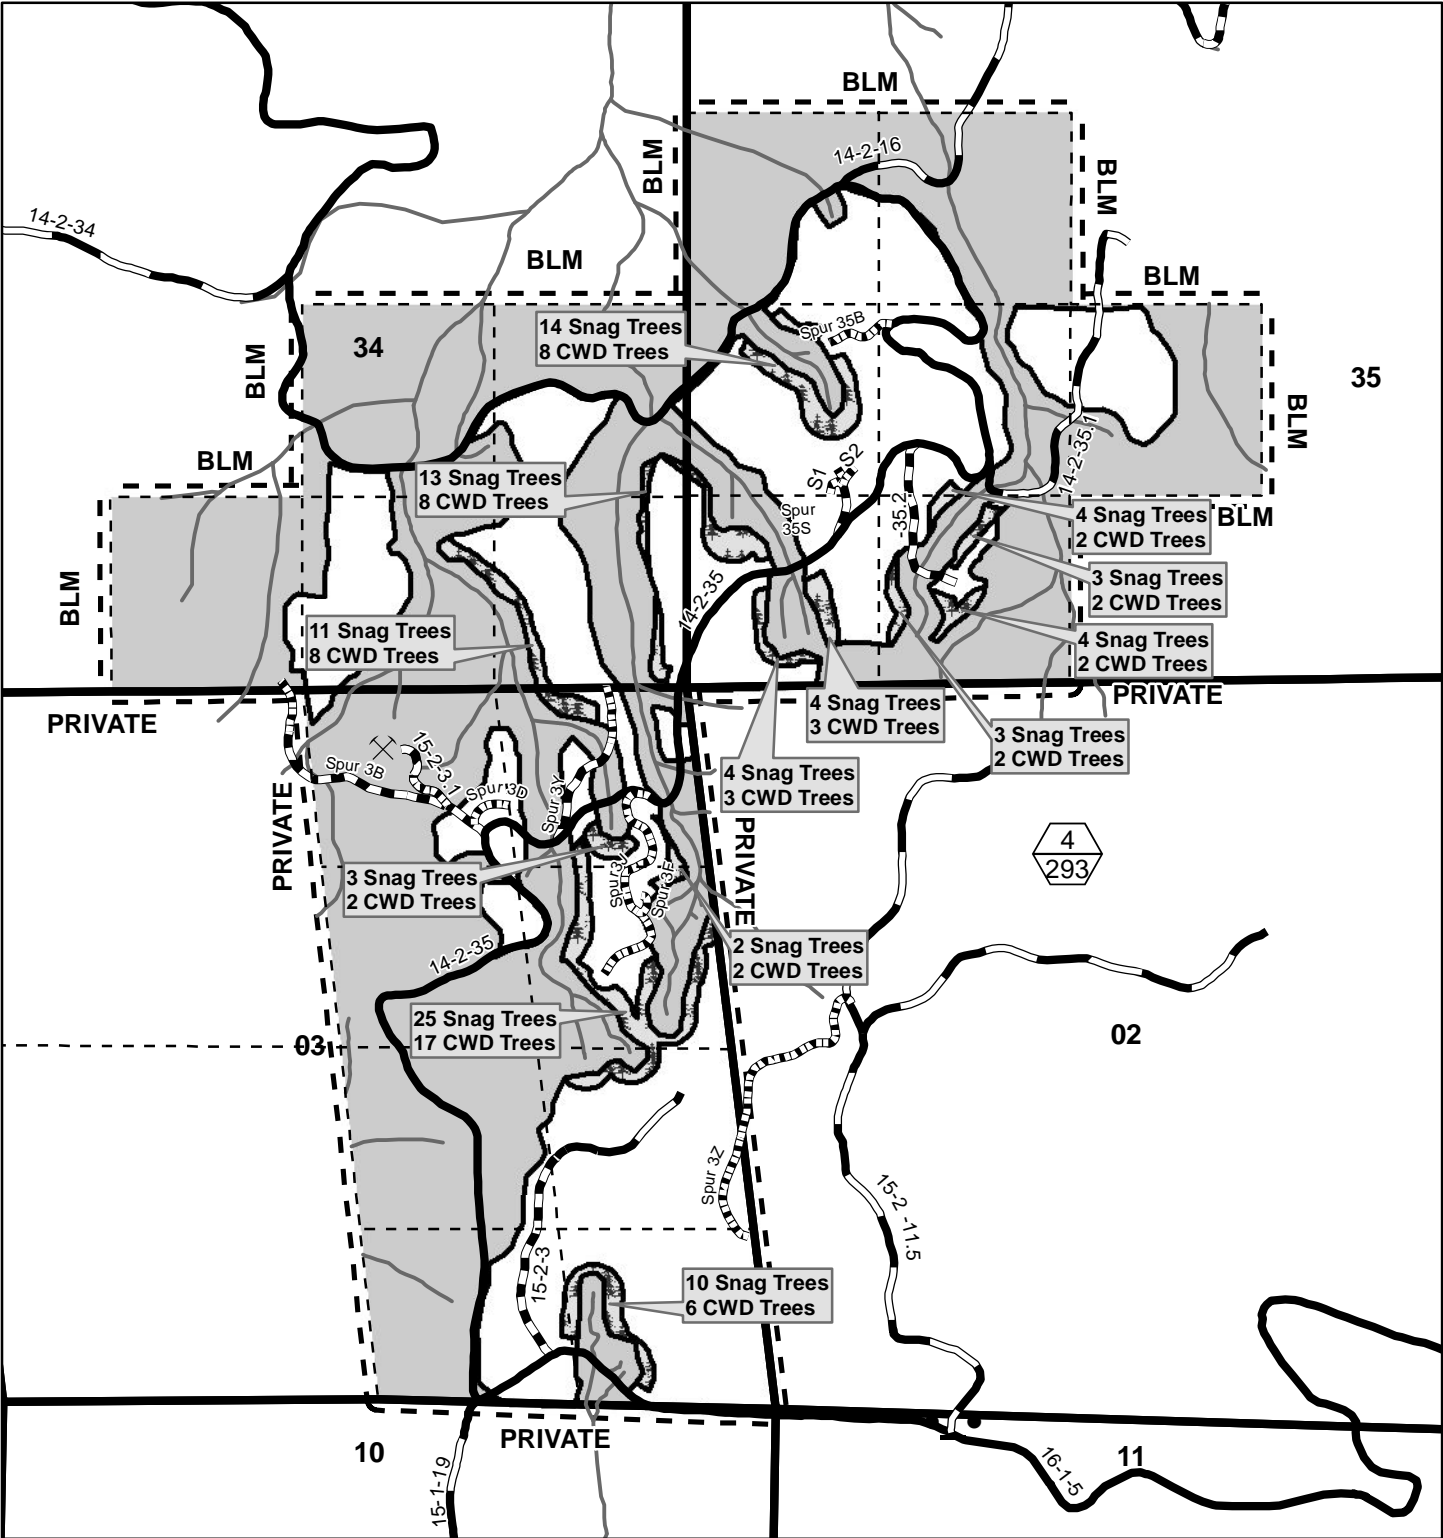 BLM
14-2-16
BLM
BLM
14-2-34
BLM
BLM
14 Snag Trees
8 CWD Trees
Spur 35B
34
BLM
35
BLM
BLM
13 Snag Trees
8 CWD Trees
S1
S2
14-2-35.1
Spur
35S
-35.2
4 Snag Trees
2 CWD Trees
BLM
BLM
3 Snag Trees
2 CWD Trees
14-2-35
11 Snag Trees
8 CWD Trees
4 Snag Trees
2 CWD Trees
PRIVATE
PRIVATE
4 Snag Trees
3 CWD Trees
3 Snag Trees
2 CWD Trees
15-2-3.1
Spur 3B
Spur 3D
Spur 3Y
4 Snag Trees
3 CWD Trees
PRIVATE
PRIVATE
4
293
3 Snag Trees
2 CWD Trees
Spur 3J
Spur 3F
14-2-35
2 Snag Trees
2 CWD Trees
25 Snag Trees
17 CWD Trees
03
02
Spur 3Z
15-2 -11.5
15-2-3
10 Snag Trees
6 CWD Trees
PRIVATE
10
11
15-1-19
16-1-5